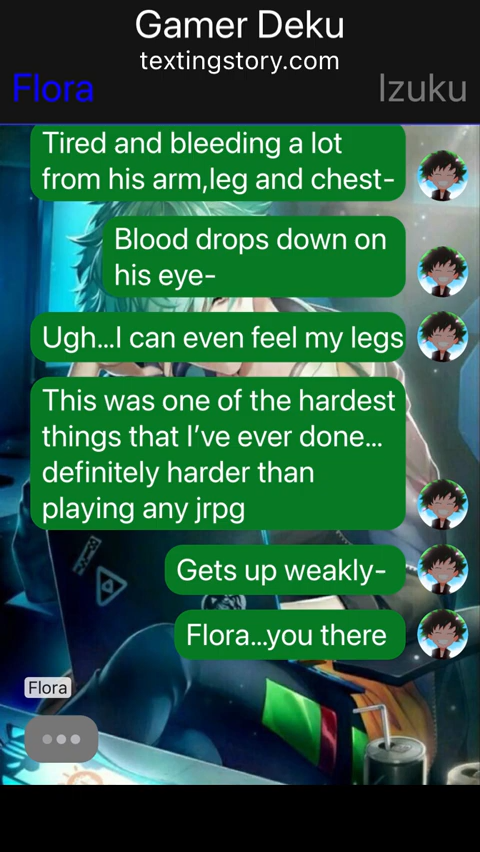 Gamer Deku
textingstory.com
Flora
Izuku
Tired and bleeding a lot
from his arm,leg and chest-
Blood drops down on
his eye-
Ugh...I can even feel my legs
This was one of the hardest
things that I’ve ever done...
definitely harder than
playing any jrpg
Gets up weakly-
Flora...you there
Flora